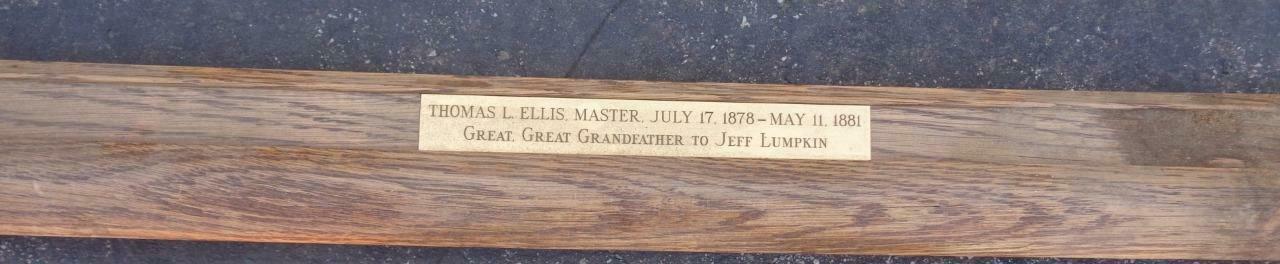 THOMAS L. ELLIS, MASTER, JULY 17, 1878 – MAY 11, 1881
GREAT, GREAT GRANDFATHER TO JEFF LUMPKIN